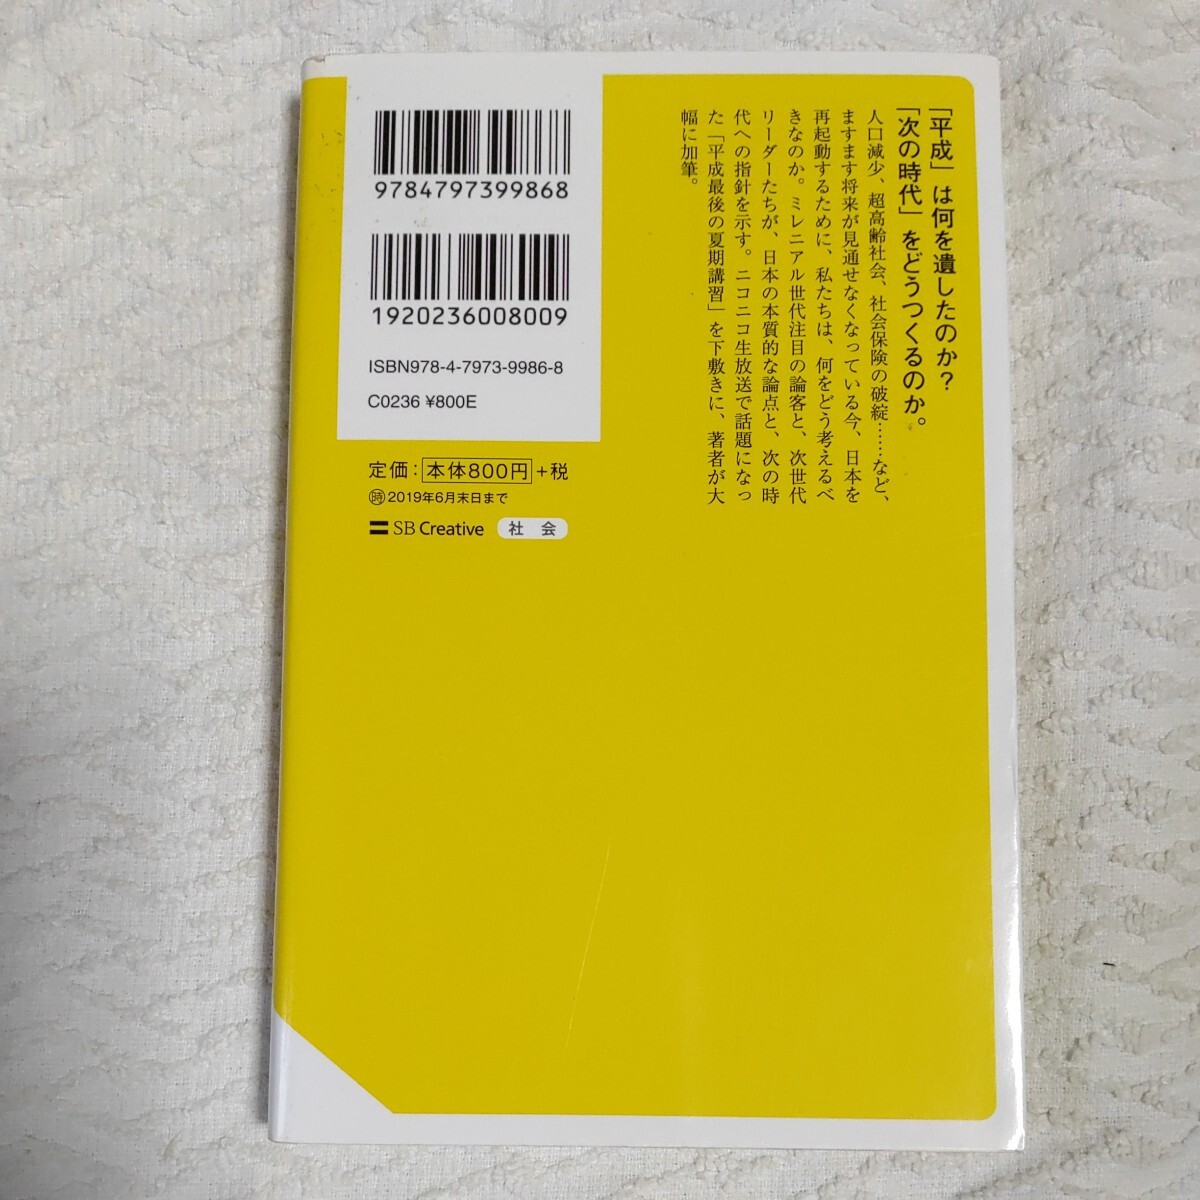 「平成」は何を遺したのか?
「次の時代」をどうつくるのか。
人口減少、超高齢社会、社会保険の破綻……など、
ますます将来が見通せなくなっている今、日本を
再起動するために、私たちは、何をどう考えるべ
きなのか。ミレニアル世代注目の論客と、次世代
リーダーたちが、日本の本質的な論点と、次の時
代への指針を示す。ニコニコ生放送で話題になっ
た「平成最後の夏期講習」を下敷きに、著者が大
幅に加筆。
9784797399868
1920236008009
ISBN978-4-7973-9986-8
C0236 ¥800E
定価:本体800円+税
時2019年6月末日まで
SB Creative 社会